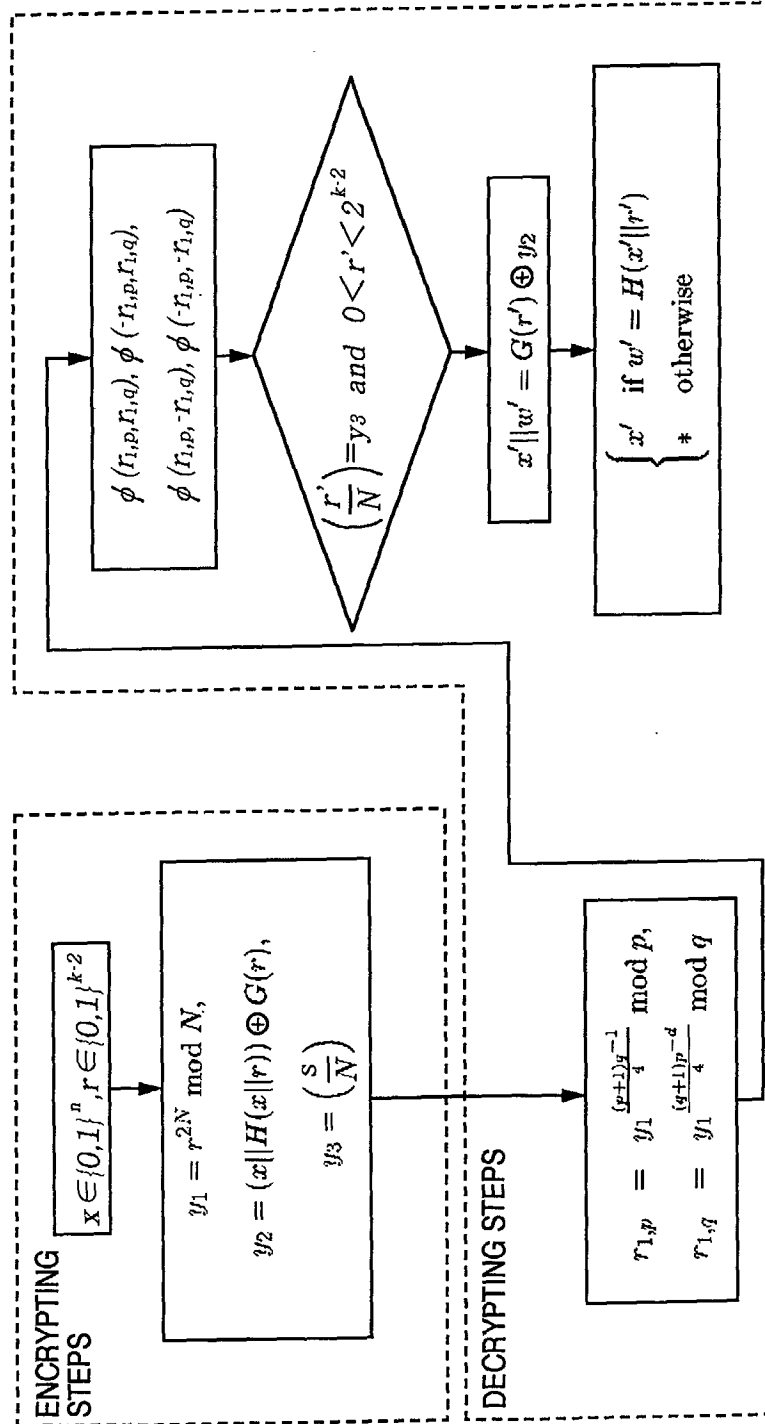 ENCRYPTING
STEPS
x∈{0,1}^n, r∈{0,1}^{k-2}
y_1 = r^{2N} mod N,
y_2 = (x||H(x||r))⊕G(r),
y_3 = (s/N)
DECRYPTING STEPS
r_{1,p} = y_1^{\frac{(p+1)q^{-1}}{4}} mod p,
r_{1,q} = y_1^{\frac{(q+1)p^{-d}}{4}} mod q
ϕ(r_{1,p},r_{1,q}), ϕ(-r_{1,p},r_{1,q}),
ϕ(r_{1,p},-r_{1,q}), ϕ(-r_{1,p},-r_{1,q})
(r'/N)=y_3 and 0<r'<2^{k-2}
x'||w' = G(r')⊕y_2
{ x' if w' = H(x'||r')
* otherwise